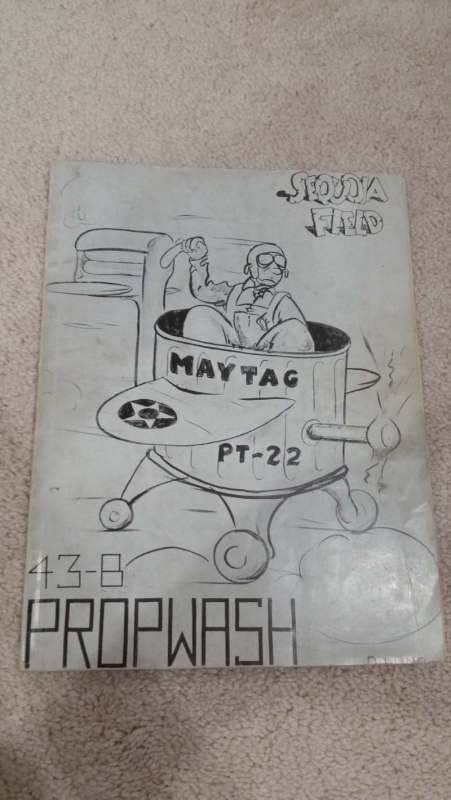 SEQUOIA
FIELD
MAYTAG
PT-22
43-8
PROPWASH